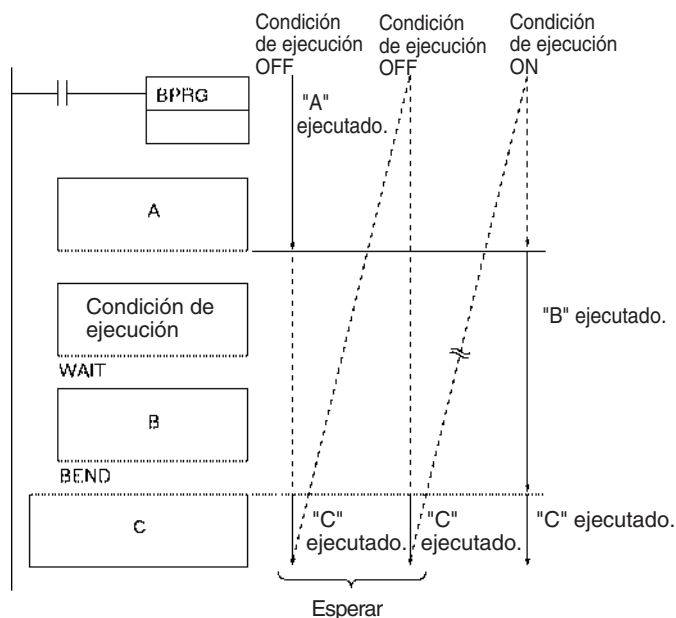 Condición
de ejecución
OFF
Condición
de ejecución
OFF
Condición
de ejecución
ON
BPRG
"A"
ejecutado.
A
Condición de
ejecución
"B" ejecutado.
WAIT
B
BEND
C
"C"
ejecutado.
"C"
ejecutado.
"C" ejecutado.
Esperar